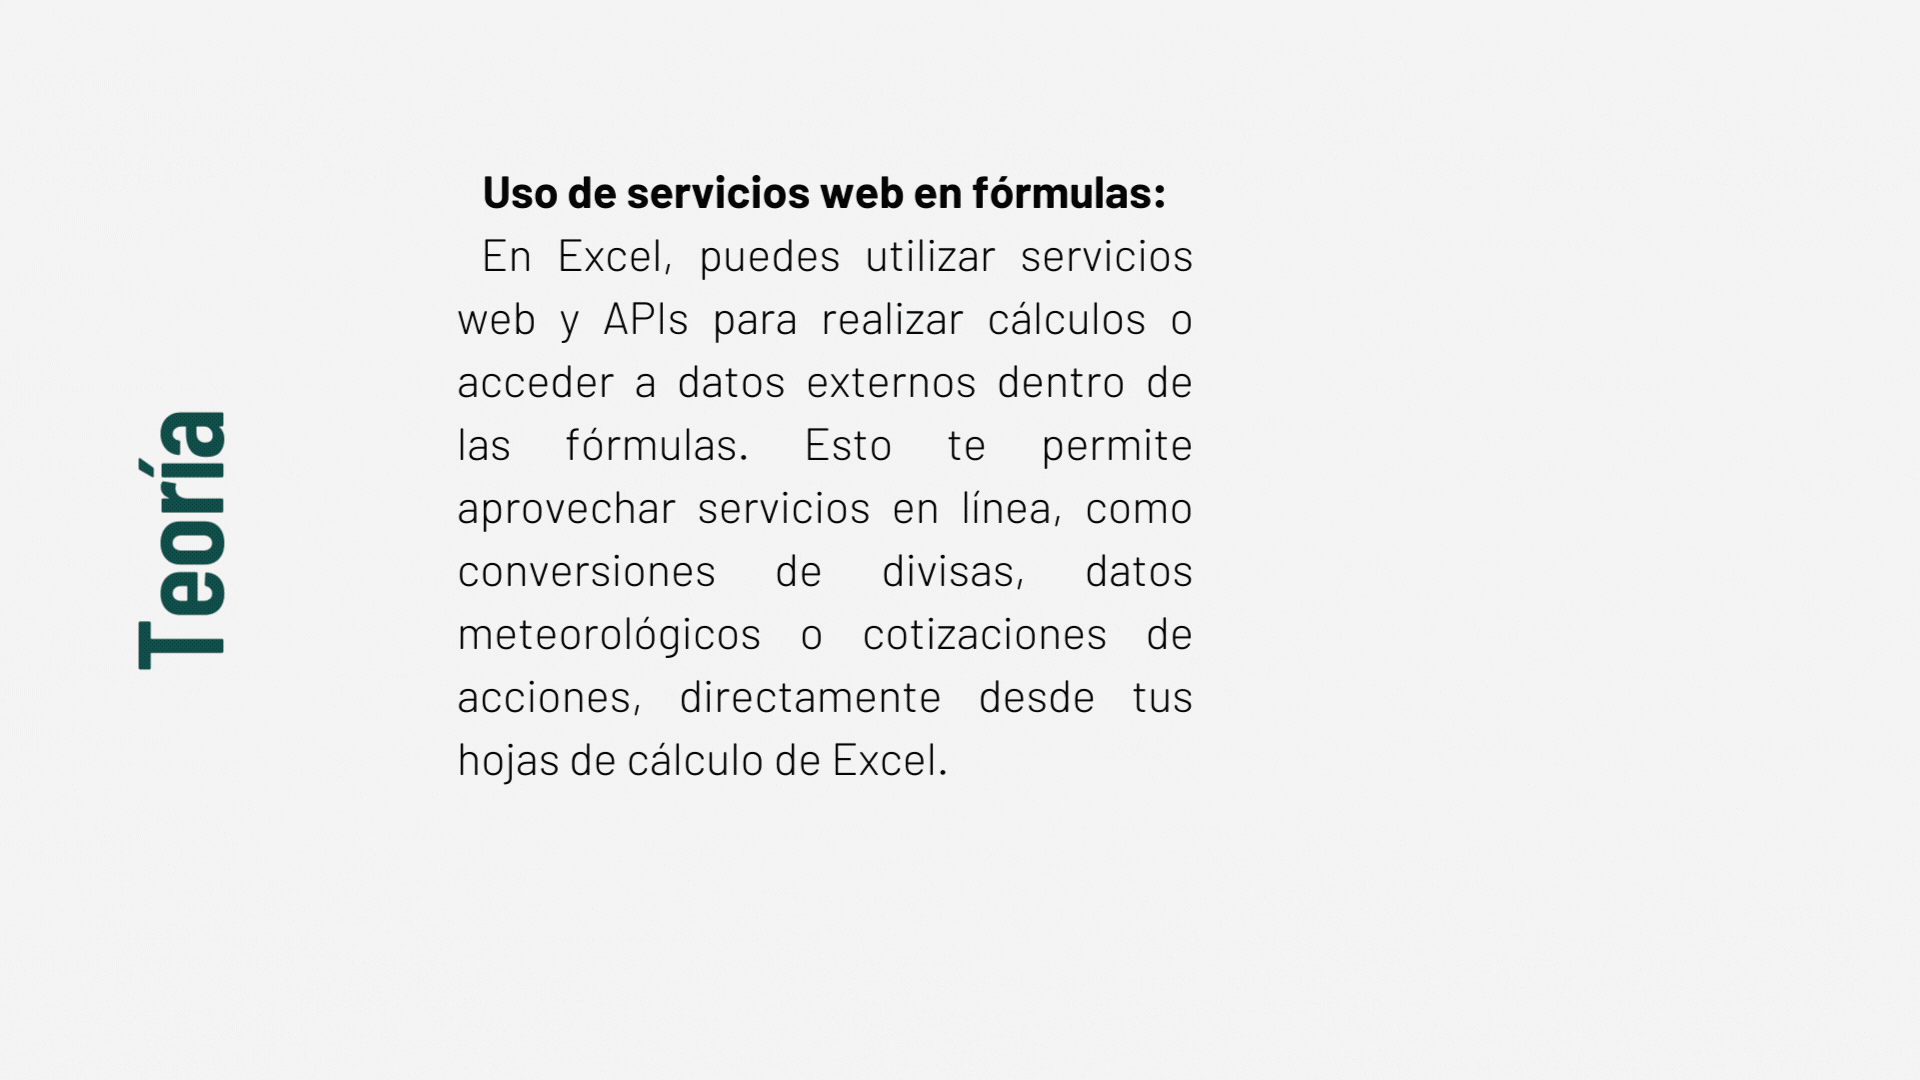 Teoría
Uso de servicios web en fórmulas:
En Excel, puedes utilizar servicios
web y APIs para realizar cálculos o
acceder a datos externos dentro de
las fórmulas. Esto te permite
aprovechar servicios en línea, como
conversiones de divisas, datos
meteorológicos o cotizaciones de
acciones, directamente desde tus
hojas de cálculo de Excel.